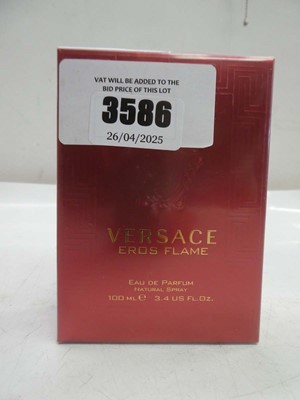 VAT WILL BE ADDED TO THE
BID PRICE OF THIS LOT
3586
26/04/2025
VERSACE
EROS FLAME
EAU DE PARFUM
NATURAL SPRAY
100 ML ℮ 3.4 US FL.OZ.